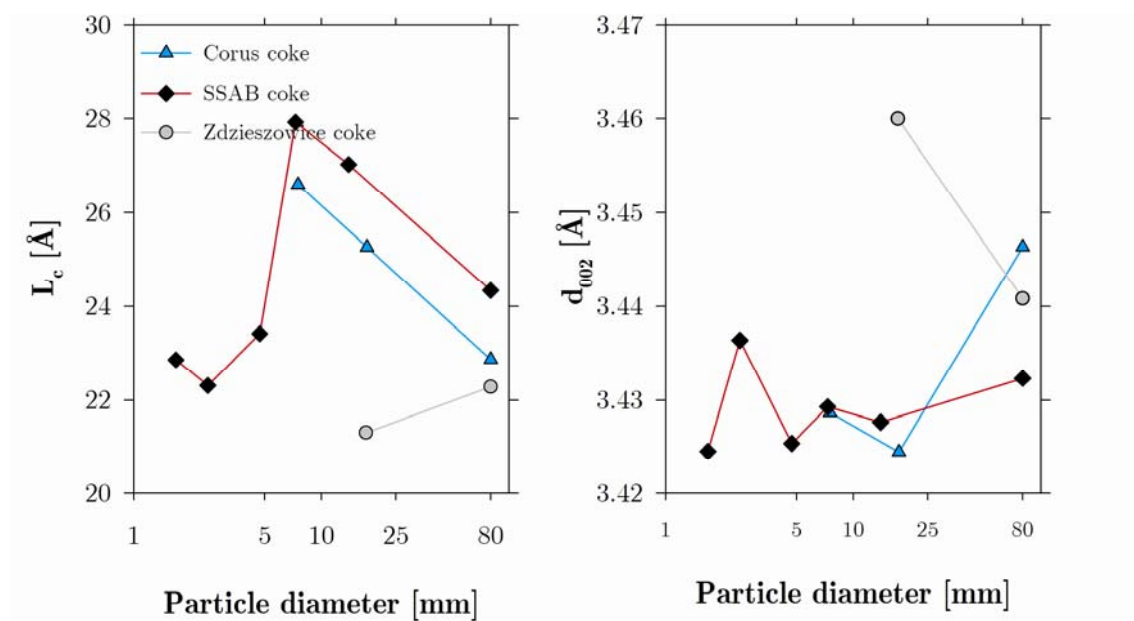 30
28
26
24
22
20
L_c [Å]
Corus coke
SSAB coke
Zdzieszowice coke
1 5 10 25 80
Particle diameter [mm]
3.47
3.46
3.45
3.44
3.43
3.42
d_002 [Å]
1 5 10 25 80
Particle diameter [mm]